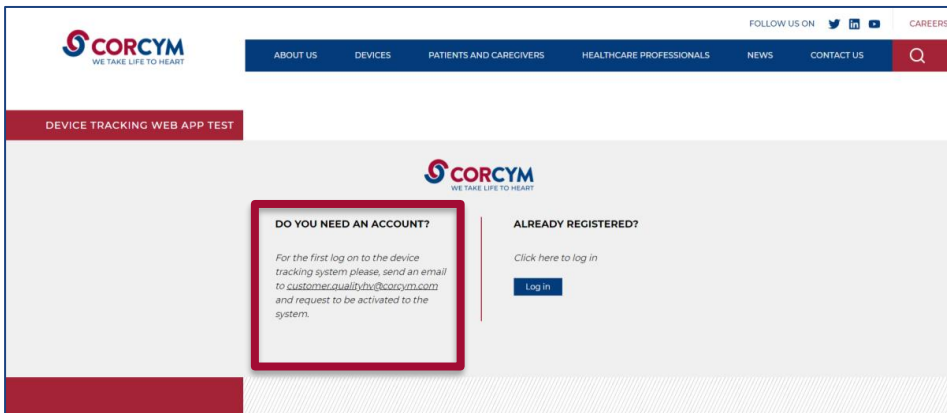 FOLLOW US ON
CAREERS
CORCYM
WE TAKE LIFE TO HEART
ABOUT US DEVICES PATIENTS AND CAREGIVERS HEALTHCARE PROFESSIONALS NEWS CONTACT US
DEVICE TRACKING WEB APP TEST
CORCYM
WE TAKE LIFE TO HEART
DO YOU NEED AN ACCOUNT?
For the first log on to the device
tracking system please, send an email
to customer.qualityhv@corcym.com
and request to be activated to the
system.
ALREADY REGISTERED?
Click here to log in
Log in